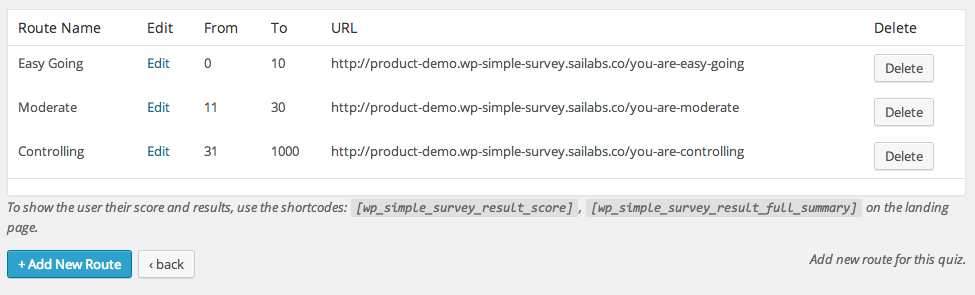 Route Name Edit From To URL Delete
Easy Going Edit 0 10 http://product-demo.wp-simple-survey.sailabs.co/you-are-easy-going Delete
Moderate Edit 11 30 http://product-demo.wp-simple-survey.sailabs.co/you-are-moderate Delete
Controlling Edit 31 1000 http://product-demo.wp-simple-survey.sailabs.co/you-are-controlling Delete
To show the user their score and results, use the shortcodes: [wp_simple_survey_result_score] , [wp_simple_survey_result_full_summary] on the landing
page.
+ Add New Route ‹ back Add new route for this quiz.